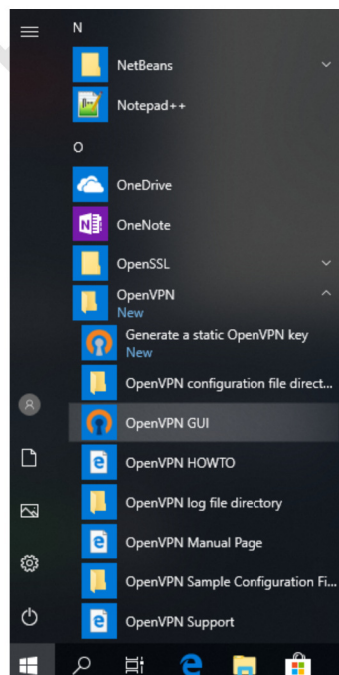 N
NetBeans
Notepad++
O
OneDrive
OneNote
OpenSSL
OpenVPN
New
Generate a static OpenVPN key
New
OpenVPN configuration file direct...
OpenVPN GUI
OpenVPN HOWTO
OpenVPN log file directory
OpenVPN Manual Page
OpenVPN Sample Configuration Fi...
OpenVPN Support